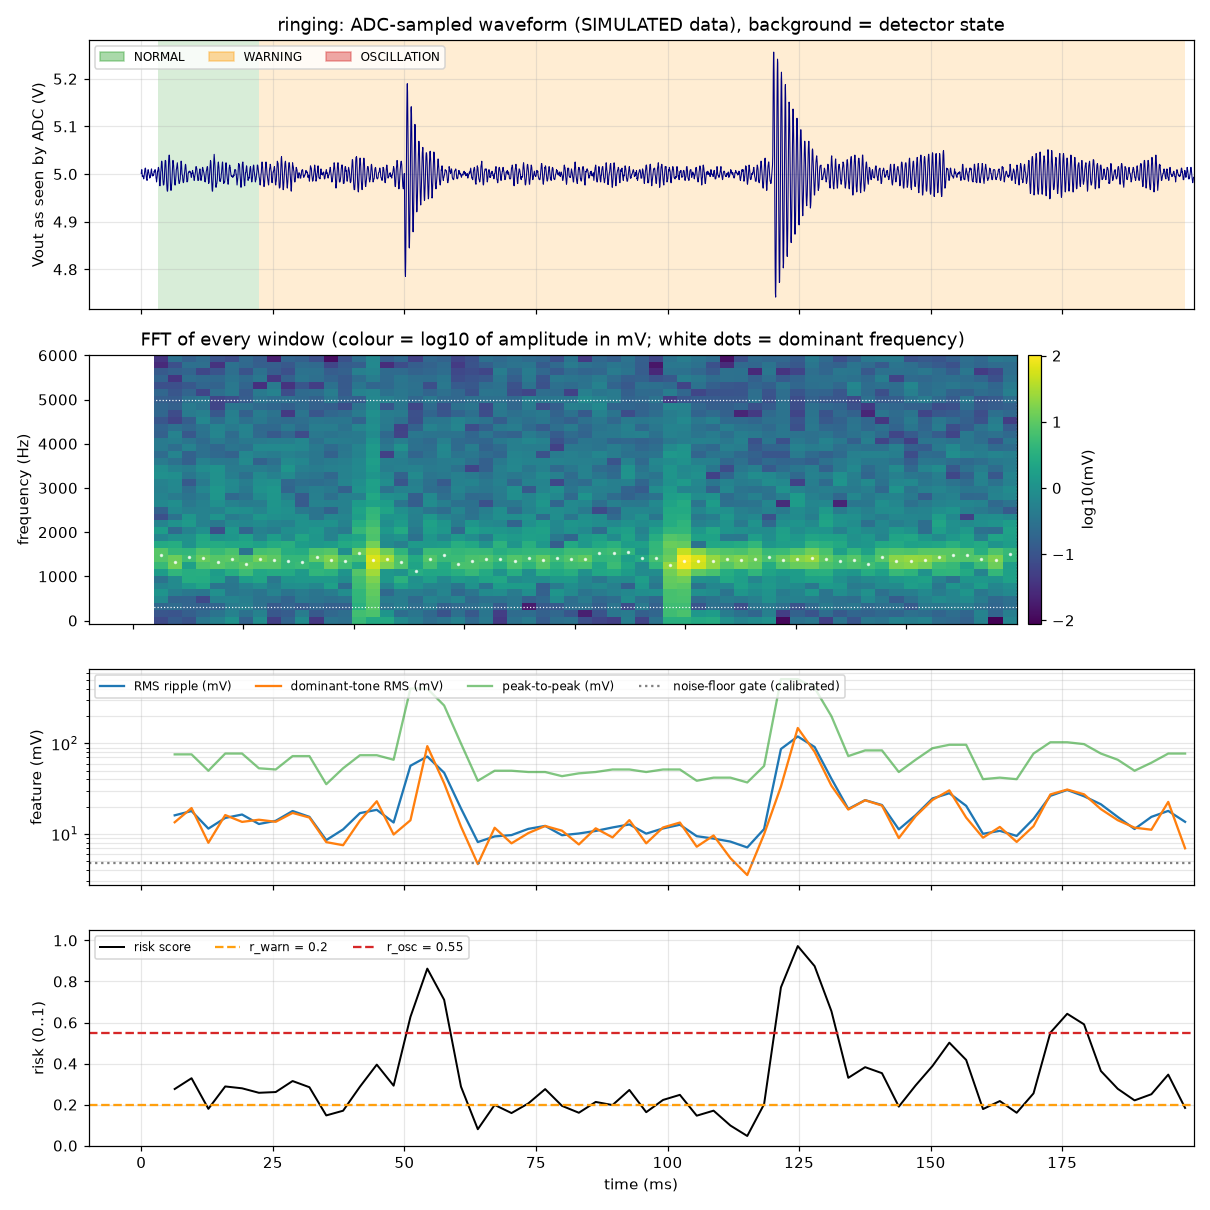 ringing: ADC-sampled waveform (SIMULATED data), background = detector state
NORMAL WARNING OSCILLATION
Vout as seen by ADC (V)
5.2
5.1
5.0
4.9
4.8
FFT of every window (colour = log10 of amplitude in mV; white dots = dominant frequency)
frequency (Hz)
6000
5000
4000
3000
2000
1000
0
2
1
0
−1
−2
log10(mV)
RMS ripple (mV) dominant-tone RMS (mV) peak-to-peak (mV) noise-floor gate (calibrated)
feature (mV)
10²
10¹
risk score r_warn = 0.2 r_osc = 0.55
risk (0..1)
1.0
0.8
0.6
0.4
0.2
0.0
0 25 50 75 100 125 150 175
time (ms)